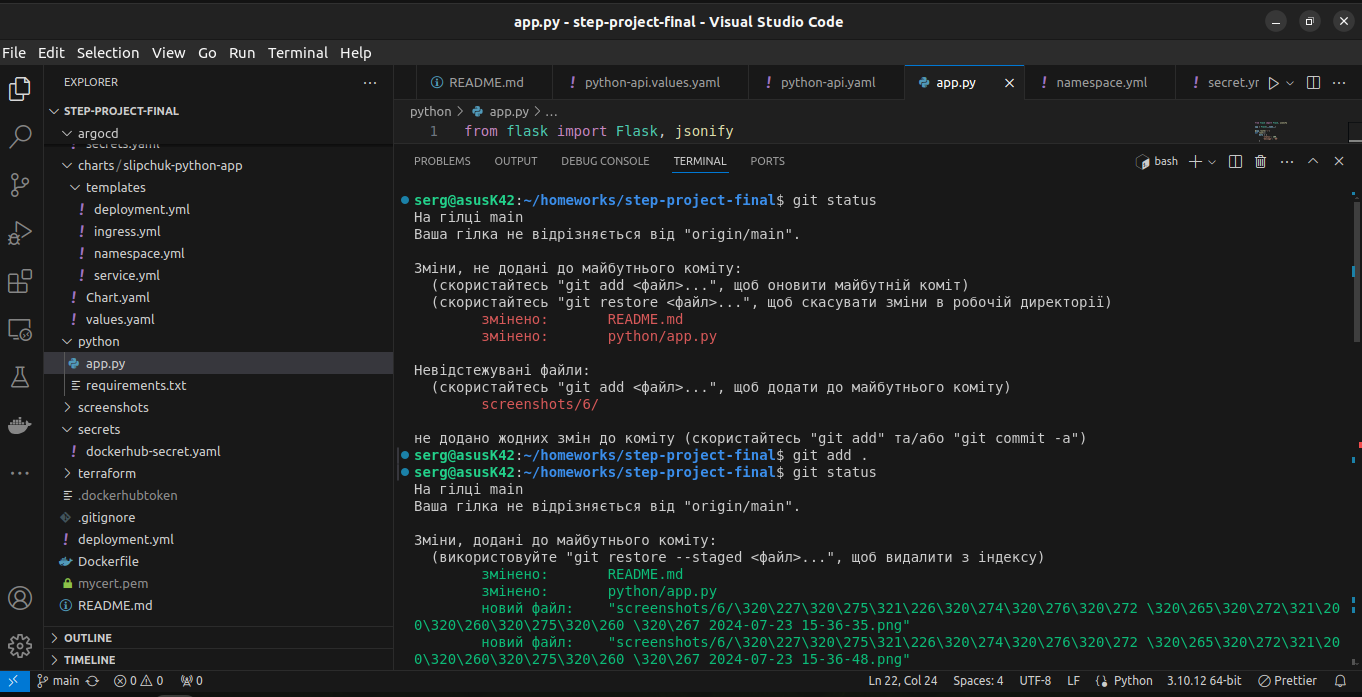 app.py - step-project-final - Visual Studio Code
File Edit Selection View Go Run Terminal Help
EXPLORER
STEP-PROJECT-FINAL
argocd
secrets.yaml
charts/slipchuk-python-app
templates
deployment.yml
ingress.yml
namespace.yml
service.yml
Chart.yaml
values.yaml
python
app.py
requirements.txt
screenshots
secrets
dockerhub-secret.yaml
terraform
.dockerhubtoken
.gitignore
deployment.yml
Dockerfile
mycert.pem
README.md
OUTLINE
TIMELINE
README.md python-api.values.yaml python-api.yaml app.py namespace.yml secret.yr
python > app.py > ...
1 from flask import Flask, jsonify
PROBLEMS OUTPUT DEBUG CONSOLE TERMINAL PORTS
bash
serg@asusK42:~/homeworks/step-project-final$ git status
На гілці main
Ваша гілка не відрізняється від "origin/main".
Зміни, не додані до майбутнього коміту:
(скористайтесь "git add <файл>...", щоб оновити майбутній коміт)
(скористайтесь "git restore <файл>...", щоб скасувати зміни в робочій директорії)
змінено: README.md
змінено: python/app.py
Невідстежувані файли:
(скористайтесь "git add <файл>...", щоб додати до майбутнього коміту)
screenshots/6/
не додано жодних змін до коміту (скористайтесь "git add" та/або "git commit -a")
serg@asusK42:~/homeworks/step-project-final$ git add .
serg@asusK42:~/homeworks/step-project-final$ git status
На гілці main
Ваша гілка не відрізняється від "origin/main".
Зміни, додані до майбутнього коміту:
(використовуйте "git restore --staged <файл>...", щоб видалити з індексу)
змінено: README.md
змінено: python/app.py
новий файл: "screenshots/6/\320\227\320\275\321\226\320\274\320\276\320\272 \320\265\320\272\321\20
0\320\260\320\275\320\260 \320\267 2024-07-23 15-36-35.png"
новий файл: "screenshots/6/\320\227\320\275\321\226\320\274\320\276\320\272 \320\265\320\272\321\20
0\320\260\320\275\320\260 \320\267 2024-07-23 15-36-48.png"
main 0 0 0 Ln 22, Col 24 Spaces: 4 UTF-8 LF Python 3.10.12 64-bit Prettier